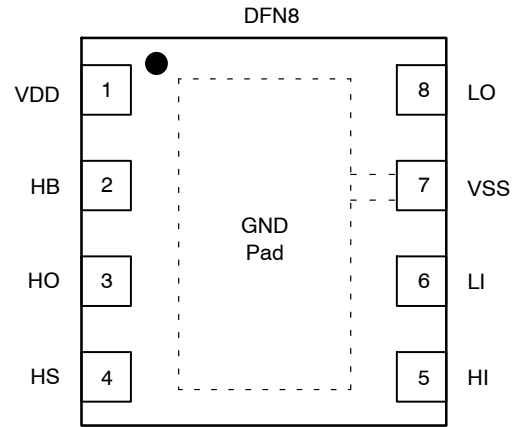 DFN8
VDD 1 8 LO
HB 2 7 VSS
GND
Pad
HO 3 6 LI
HS 4 5 HI